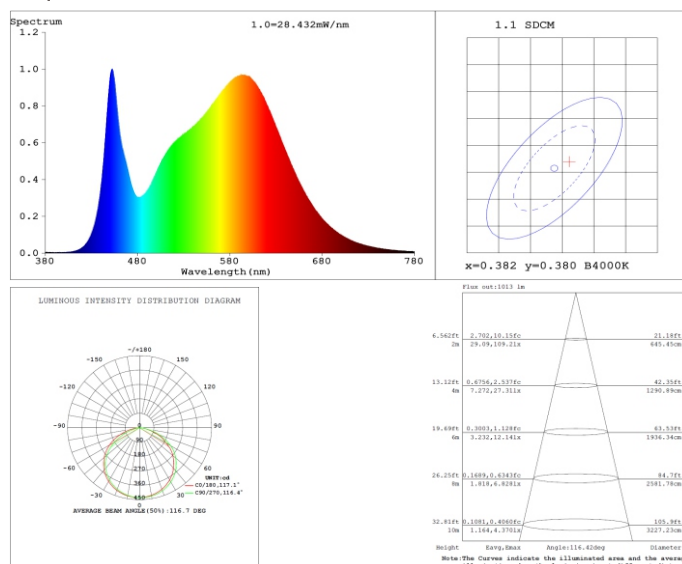 Spectrum
1.0=28.432mW/nm
1.2
1.0
0.8
0.6
0.4
0.2
0.0
380
480
580
680
780
Wavelength(nm)
1.1 SDCM
x=0.382 y=0.380 B4000K
LUMINOUS INTENSITY DISTRIBUTION DIAGRAM
-/+180
-150
150
-120
120
-90
90
-60
60
-30
30
0
90
180
270
360
450
UNIT:cd
C0/180,117.1°
C90/270,116.4°
AVERAGE BEAM ANGLE(50%):116.7 DEG
Flux out:1013 lm
6.562ft 2.702,10.15fc 21.18ft
2m 29.09,109.2lx 645.45cm
13.12ft 0.6756,2.537fc 42.35ft
4m 7.272,27.31lx 1290.89cm
19.69ft 0.3003,1.128fc 63.53ft
6m 3.232,12.14lx 1936.34cm
26.25ft 0.1689,0.6343fc 84.7ft
8m 1.818,6.828lx 2581.78cm
32.81ft 0.1081,0.4060fc 105.9ft
10m 1.164,4.370lx 3227.23cm
Height Eavg,Emax Angle:116.42deg Diameter
Note:The Curves indicate the illuminated area and the avera